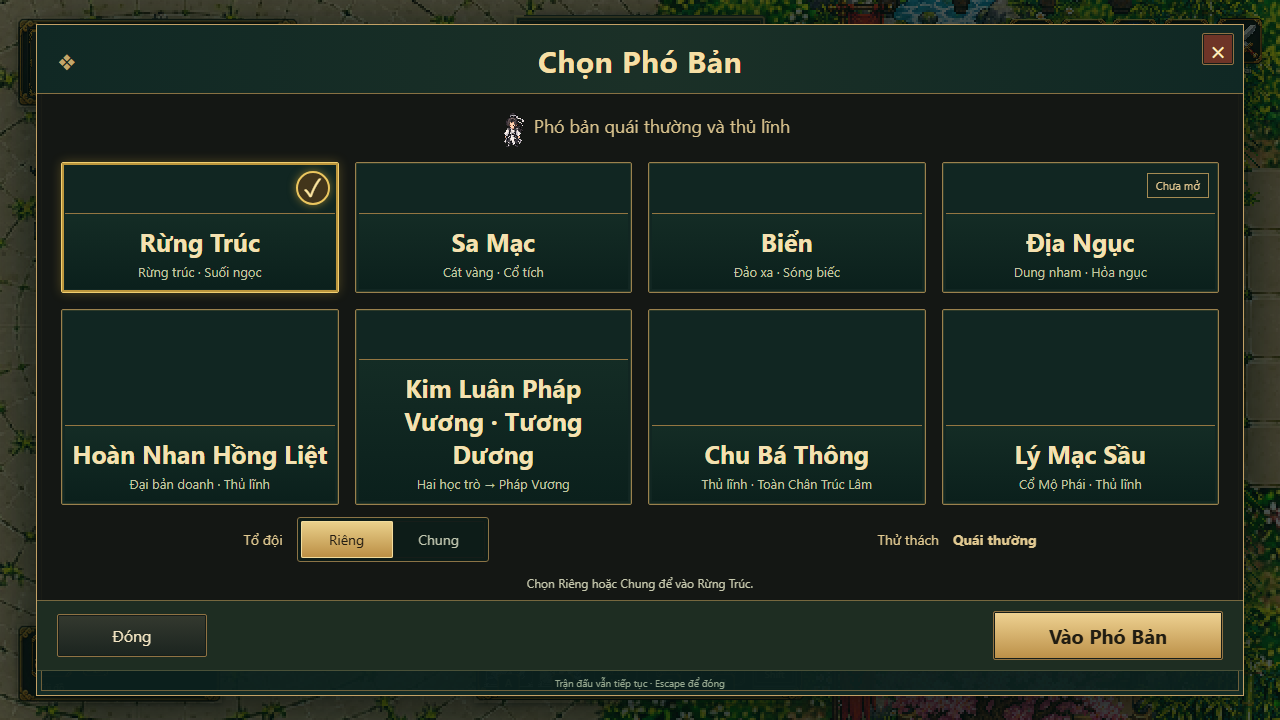 Chọn Phó Bản
Phó bản quái thường và thủ lĩnh
Rừng Trúc
Rừng trúc · Suối ngọc
Sa Mạc
Cát vàng · Cổ tích
Biển
Đảo xa · Sóng biếc
Chưa mở
Địa Ngục
Dung nham · Hỏa ngục
Hoàn Nhan Hồng Liệt
Đại bản doanh · Thủ lĩnh
Kim Luân Pháp
Vương · Tương
Dương
Hai học trò → Pháp Vương
Chu Bá Thông
Thủ lĩnh · Toàn Chân Trúc Lâm
Lý Mạc Sầu
Cổ Mộ Phái · Thủ lĩnh
Tổ đội Riêng Chung
Thử thách Quái thường
Chọn Riêng hoặc Chung để vào Rừng Trúc.
Đóng
Vào Phó Bản
Trận đấu vẫn tiếp tục · Escape để đóng